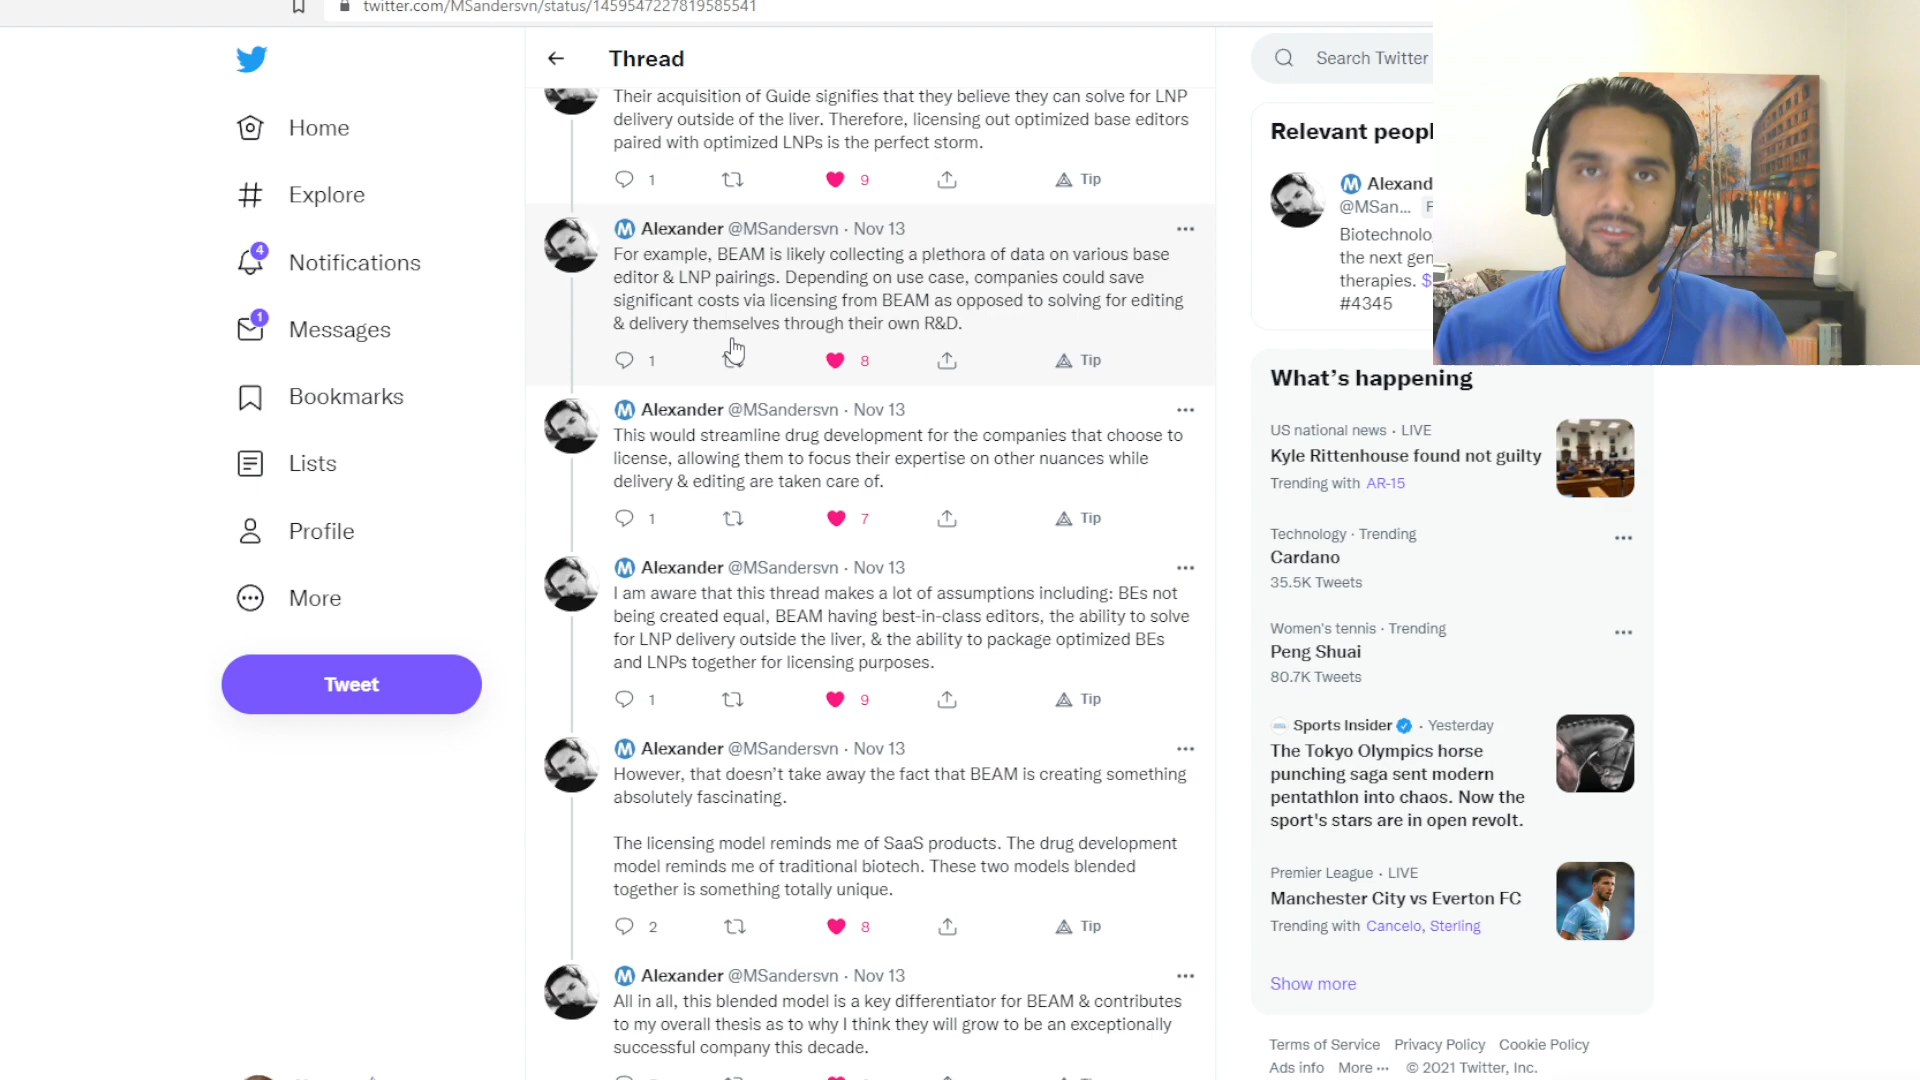 twitter.com/MSandersvn/status/1459547227819585541
Home
Explore
4
Notifications
1
Messages
Bookmarks
Lists
Profile
More
Tweet
Thread
Their acquisition of Guide signifies that they believe they can solve for LNP
delivery outside of the liver. Therefore, licensing out optimized base editors
paired with optimized LNPs is the perfect storm.
1 9 Tip
Alexander @MSandersvn · Nov 13
For example, BEAM is likely collecting a plethora of data on various base
editor & LNP pairings. Depending on use case, companies could save
significant costs via licensing from BEAM as opposed to solving for editing
& delivery themselves through their own R&D.
1 8 Tip
Alexander @MSandersvn · Nov 13
This would streamline drug development for the companies that choose to
license, allowing them to focus their expertise on other nuances while
delivery & editing are taken care of.
1 7 Tip
Alexander @MSandersvn · Nov 13
I am aware that this thread makes a lot of assumptions including: BEs not
being created equal, BEAM having best-in-class editors, the ability to solve
for LNP delivery outside the liver, & the ability to package optimized BEs
and LNPs together for licensing purposes.
1 9 Tip
Alexander @MSandersvn · Nov 13
However, that doesn't take away the fact that BEAM is creating something
absolutely fascinating.
The licensing model reminds me of SaaS products. The drug development
model reminds me of traditional biotech. These two models blended
together is something totally unique.
2 8 Tip
Alexander @MSandersvn · Nov 13
All in all, this blended model is a key differentiator for BEAM & contributes
to my overall thesis as to why I think they will grow to be an exceptionally
successful company this decade.
Search Twitter
Relevant peopl
Alexand
@MSan... F
Biotechnolo
the next gen
therapies. $
#4345
What's happening
US national news · LIVE
Kyle Rittenhouse found not guilty
Trending with AR-15
Technology · Trending
Cardano
35.5K Tweets
Women's tennis · Trending
Peng Shuai
80.7K Tweets
Sports Insider · Yesterday
The Tokyo Olympics horse
punching saga sent modern
pentathlon into chaos. Now the
sport's stars are in open revolt.
Premier League · LIVE
Manchester City vs Everton FC
Trending with Cancelo, Sterling
Show more
Terms of Service Privacy Policy Cookie Policy
Ads info More ··· © 2021 Twitter, Inc.